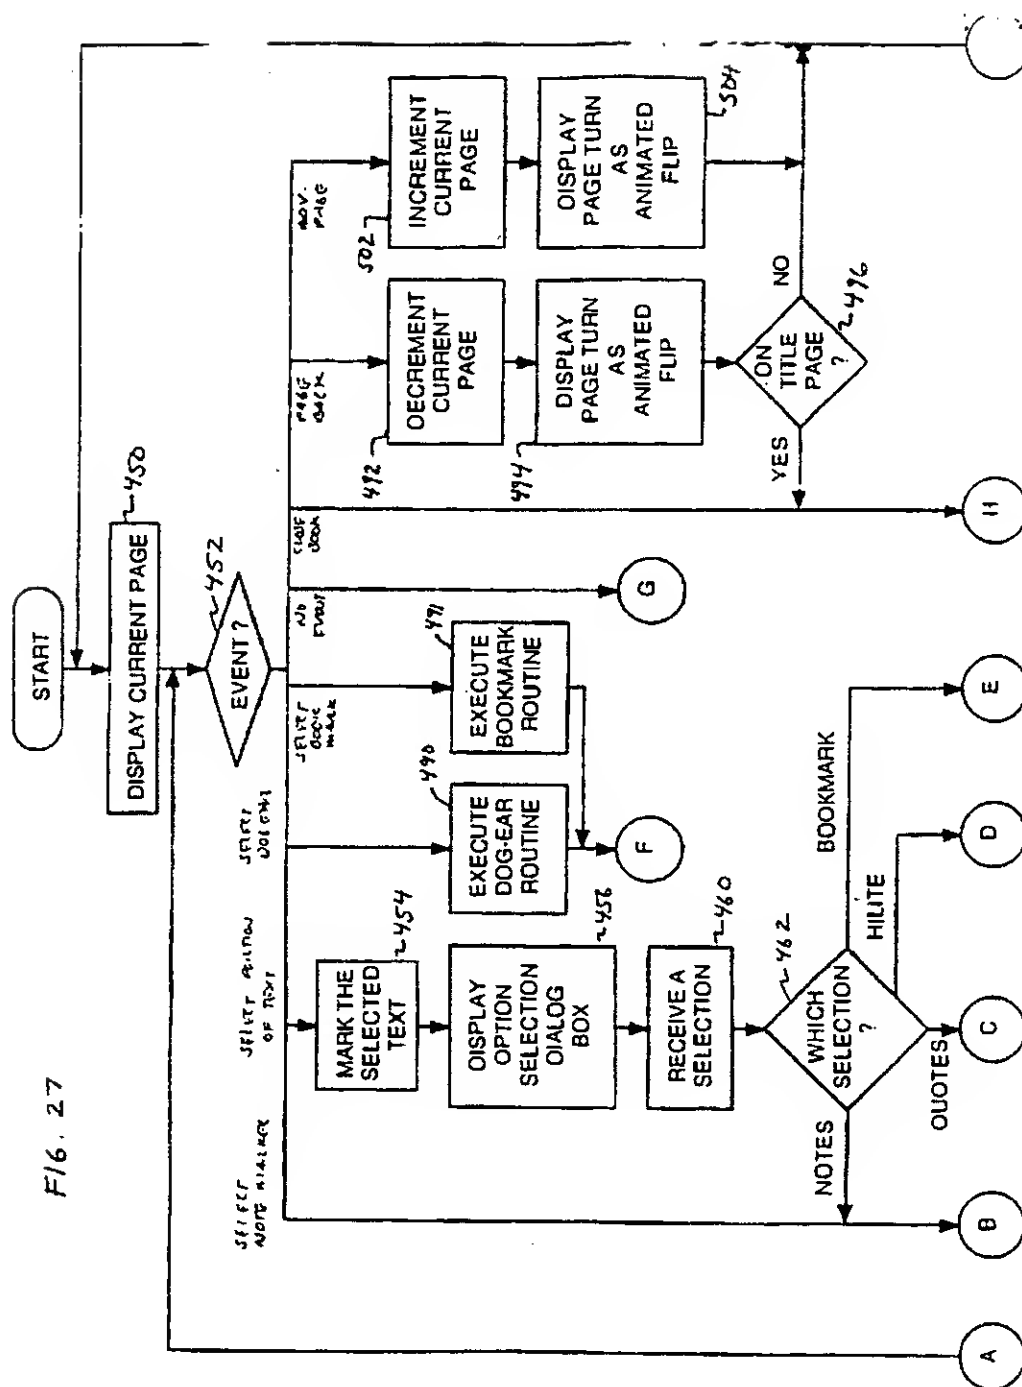 FIG. 27
START
DISPLAY CURRENT PAGE
450
EVENT ?
452
SELECT
NOTE MARKER
SELECT PORTION
OF TEXT
SELECT
DOG EAR
SELECT
BOOK
MARK
NO
EVENT
CLOSE
BOOK
PAGE
BACK
ADV.
PAGE
MARK THE
SELECTED
TEXT
454
DISPLAY
OPTION
SELECTION
DIALOG
BOX
456
RECEIVE A
SELECTION
460
WHICH
SELECTION
?
462
NOTES
QUOTES
HILITE
BOOKMARK
EXECUTE
DOG-EAR
ROUTINE
490
EXECUTE
BOOKMARK
ROUTINE
491
DECREMENT
CURRENT
PAGE
492
DISPLAY
PAGE TURN
AS
ANIMATED
FLIP
494
ON
TITLE
PAGE
?
496
YES
NO
INCREMENT
CURRENT
PAGE
502
DISPLAY
PAGE TURN
AS
ANIMATED
FLIP
504
A
B
C
D
E
F
G
H